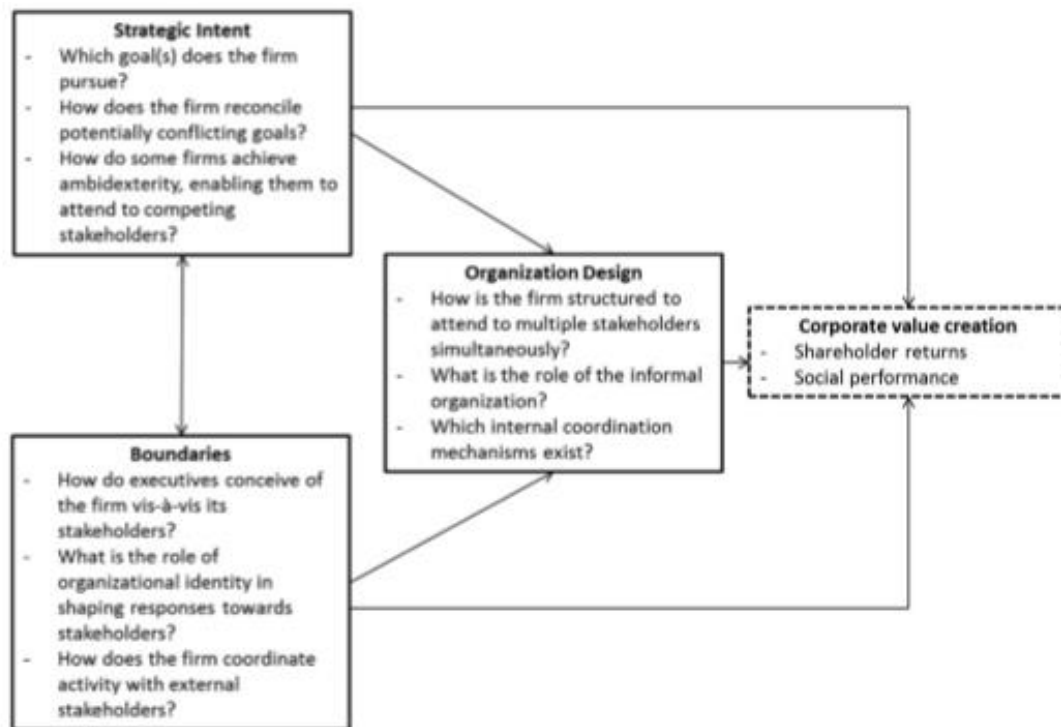 Strategic Intent
- Which goal(s) does the firm
pursue?
- How does the firm reconcile
potentially conflicting goals?
- How do some firms achieve
ambidexterity, enabling them to
attend to competing
stakeholders?
Organization Design
- How is the firm structured to
attend to multiple stakeholders
simultaneously?
- What is the role of the informal
organization?
- Which internal coordination
mechanisms exist?
Corporate value creation
- Shareholder returns
- Social performance
Boundaries
- How do executives conceive of
the firm vis-à-vis its
stakeholders?
- What is the role of
organizational identity in
shaping responses towards
stakeholders?
- How does the firm coordinate
activity with external
stakeholders?